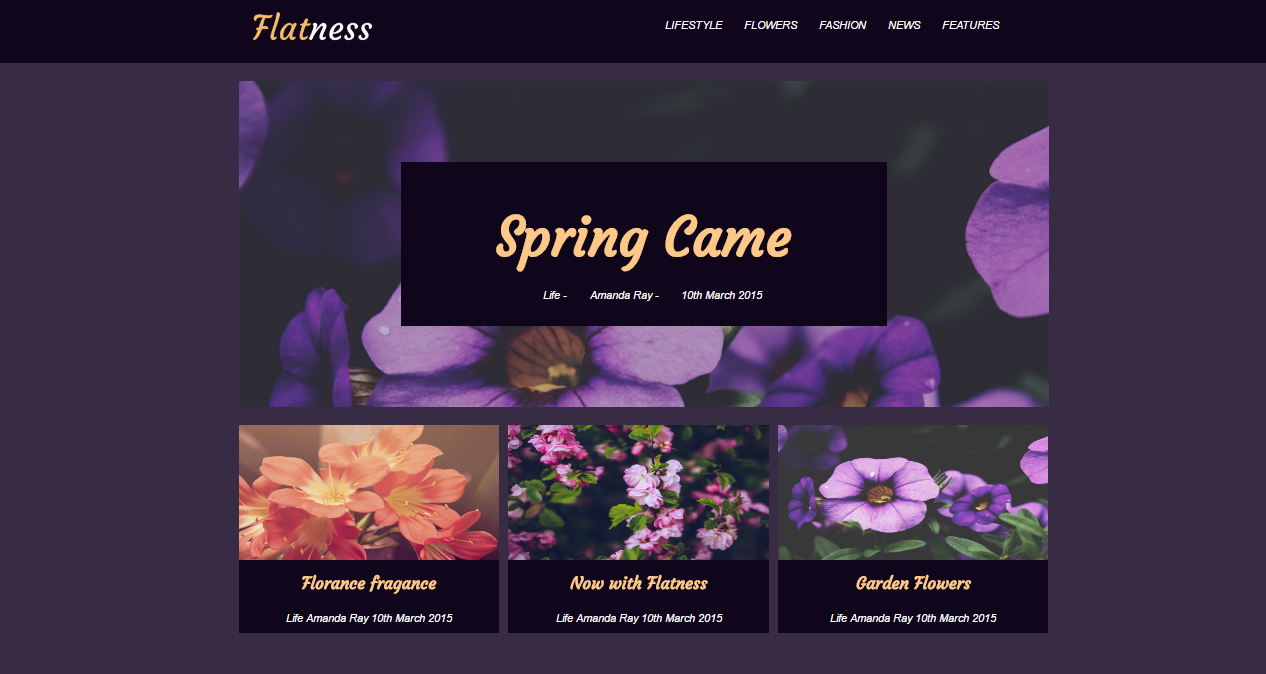 Flatness
LIFESTYLE FLOWERS FASHION NEWS FEATURES
Spring Came
Life - Amanda Ray - 10th March 2015
Florance fragance
Life Amanda Ray 10th March 2015
Now with Flatness
Life Amanda Ray 10th March 2015
Garden Flowers
Life Amanda Ray 10th March 2015